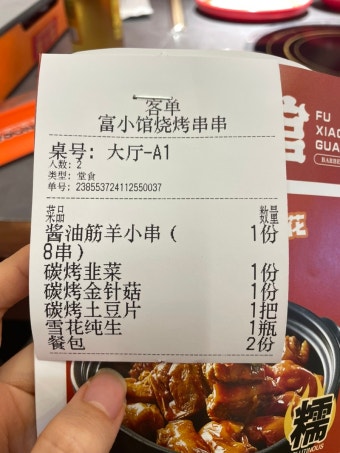 客单
富小馆烧烤串串
桌号: 大厅-A1
人数: 2
类型: 堂食
单号: 238553724112550037
菜品 数量
酱油筋羊小串( 1份
8串)
碳烤韭菜 1份
碳烤金针菇 1份
碳烤土豆片 1把
雪花纯生 1瓶
餐包 2份
FU
XIAO
GUA
BARBE
花
糯